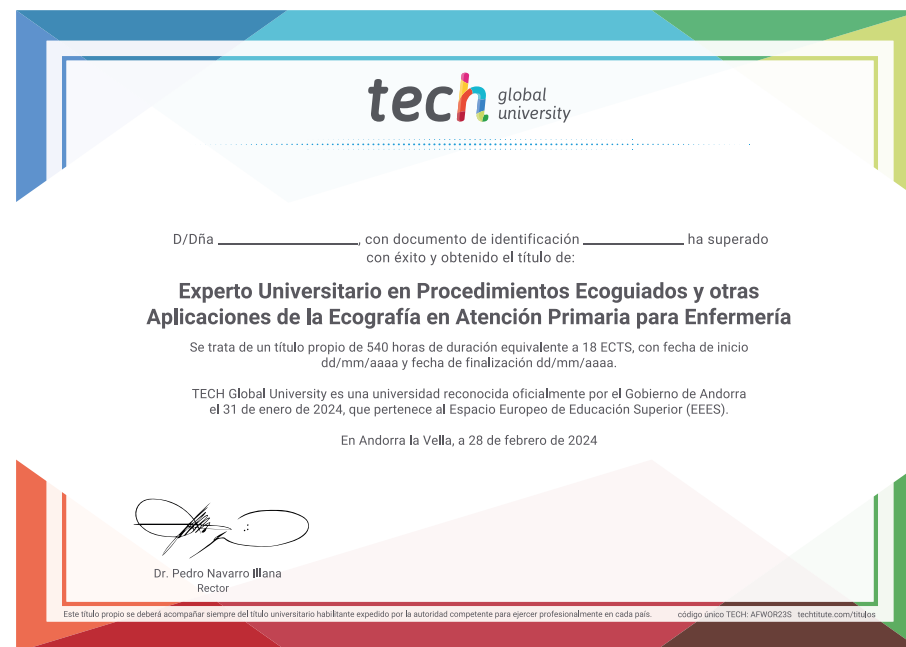 tech global university
D/Dña ______________, con documento de identificación __________ ha superado
con éxito y obtenido el título de:
Experto Universitario en Procedimientos Ecoguiados y otras
Aplicaciones de la Ecografía en Atención Primaria para Enfermería
Se trata de un título propio de 540 horas de duración equivalente a 18 ECTS, con fecha de inicio
dd/mm/aaaa y fecha de finalización dd/mm/aaaa.
TECH Global University es una universidad reconocida oficialmente por el Gobierno de Andorra
el 31 de enero de 2024, que pertenece al Espacio Europeo de Educación Superior (EEES).
En Andorra la Vella, a 28 de febrero de 2024
Dr. Pedro Navarro Illana
Rector
Este título propio se deberá acompañar siempre del título universitario habilitante expedido por la autoridad competente para ejercer profesionalmente en cada país. código único TECH: AFWOR23S techtitute.com/titulos